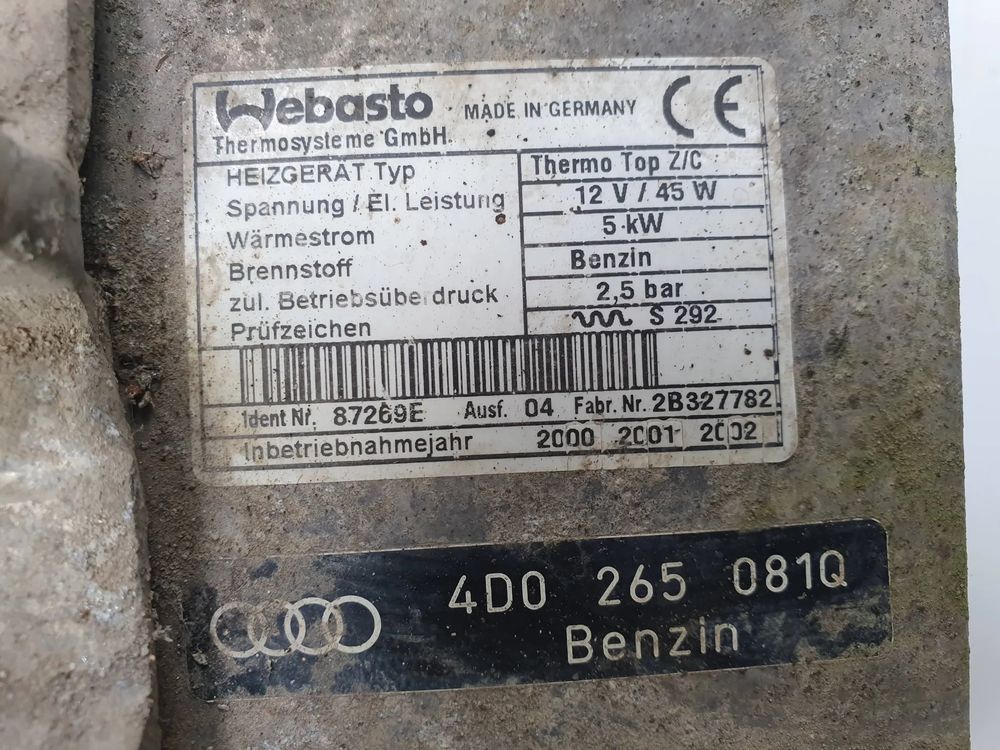 Webasto MADE IN GERMANY CE
Thermosysteme GmbH
HEIZGERÄT Typ Thermo Top Z/C
Spannung / El. Leistung 12 V / 45 W
Wärmestrom 5 kW
Brennstoff Benzin
zul. Betriebsüberdruck 2,5 bar
Prüfzeichen S 292
Ident Nr. 87269E Ausf. 04 Fabr. Nr. 2B327782
Inbetriebnahmejahr 2000 2001 2002
4D0 265 081Q
Benzin